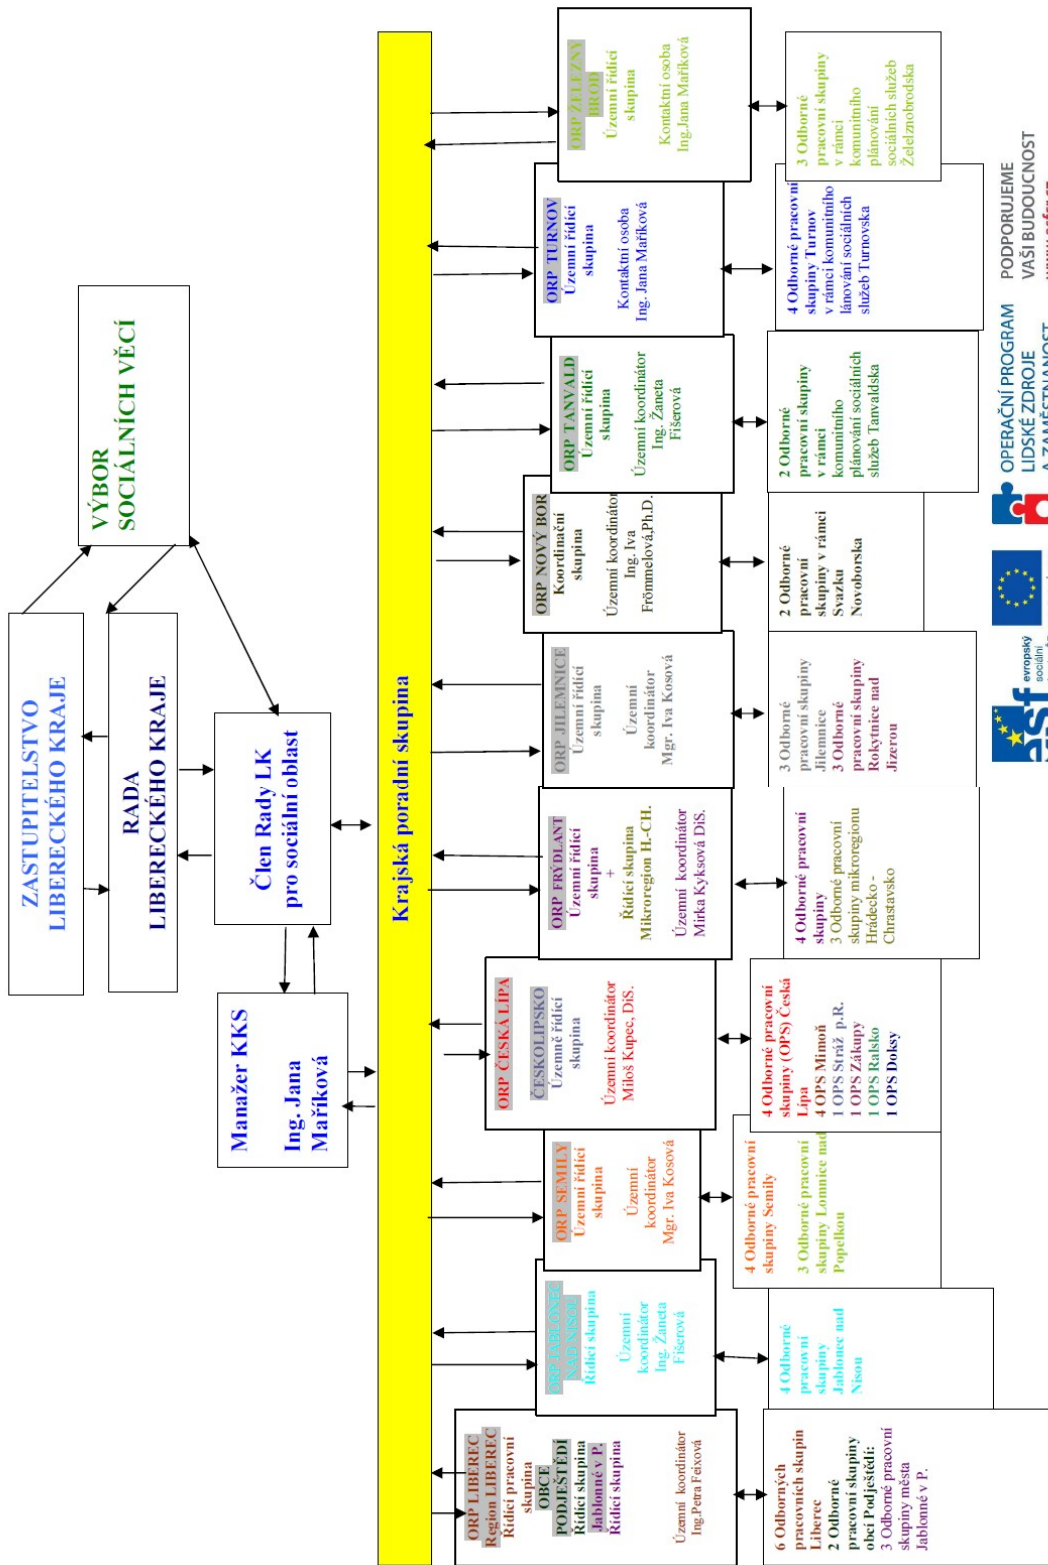 ZASTUPITELSTVO
LIBERECKÉHO KRAJE
VÝBOR
SOCIÁLNÍCH VĚCÍ
RADA
LIBERECKÉHO KRAJE
Manažer KKS
Ing. Jana
Maříková
Člen Rady LK
pro sociální oblast
Krajská poradní skupina
ORP LIBEREC
Region LIBEREC
Řídící pracovní
skupina
OBCE
PODJEŠTĚDÍ
Řídící skupina
Jablonné v P.
Řídící skupina
Územní koordinátor
Ing.Petra Feixová
ORP JABLONEC
NAD NISOU
Řídící skupina
Územní
koordinátor
Ing. Žaneta
Fišerová
ORP SEMILY
Územní řídící
skupina
Územní
koordinátor
Mgr. Iva Kosová
ORP ČESKÁ LÍPA
ČESKOLIPSKO
Územně řídící
skupina
Územní koordinátor
Miloš Kupec, DiS.
ORP FRÝDLANT
Územní řídící
skupina
+
Řídící skupina
Mikroregion H.-CH.
Územní koordinátor
Mirka Kyksová DiS.
ORP JILEMNICE
Územní řídící
skupina
Územní
koordinátor
Mgr. Iva Kosová
ORP NOVÝ BOR
Koordinační
skupina
Územní koordinátor
Ing. Iva
Frömmelová,Ph.D.
ORP TANVALD
Územní řídící
skupina
Územní koordinátor
Ing. Žaneta
Fišerová
ORP TURNOV
Územní řídící
skupina
Kontaktní osoba
Ing. Jana Maříková
ORP ŽELEZNÝ
BROD
Územní řídící
skupina
Kontaktní osoba
Ing.Jana Maříková
6 Odborných
pracovních skupin
Liberec
2 Odborné
pracovní skupiny
obcí Podještědí:
3 Odborné pracovní
skupiny města
Jablonné v P.
4 Odborné
pracovní
skupiny
Jablonec nad
Nisou
4 Odborné pracovní
skupiny Semily
3 Odborné pracovní
skupiny Lomnice nad
Popelkou
4 Odborné pracovní
skupiny (OPS) Česká
Lípa
4 OPS Mimoň
1 OPS Stráž p.R.
1 OPS Zákupy
1 OPS Ralsko
1 OPS Doksy
4 Odborné pracovní
skupiny
3 Odborné pracovní
skupiny mikroregionu
Hrádecko -
Chrastavsko
3 Odborné
pracovní skupiny
Jilemnice
3 Odborné
pracovní skupiny
Rokytnice nad
Jizerou
2 Odborné
pracovní
skupiny v rámci
Svazku
Novoborska
2 Odborné
pracovní skupiny
v rámci
komunitního
plánování sociálních
služeb Tanvaldska
4 Odborné pracovní
skupiny Turnov
v rámci komunitního
lánování sociálních
služeb Turnovska
3 Odborné
pracovní skupiny
v rámci
komunitního
plánování
sociálních služeb
Želelznobrodska
esf
evropský
sociální
OPERAČNÍ PROGRAM
LIDSKÉ ZDROJE
A ZAMĚSTNANOST
PODPORUJEME
VAŠI BUDOUCNOST